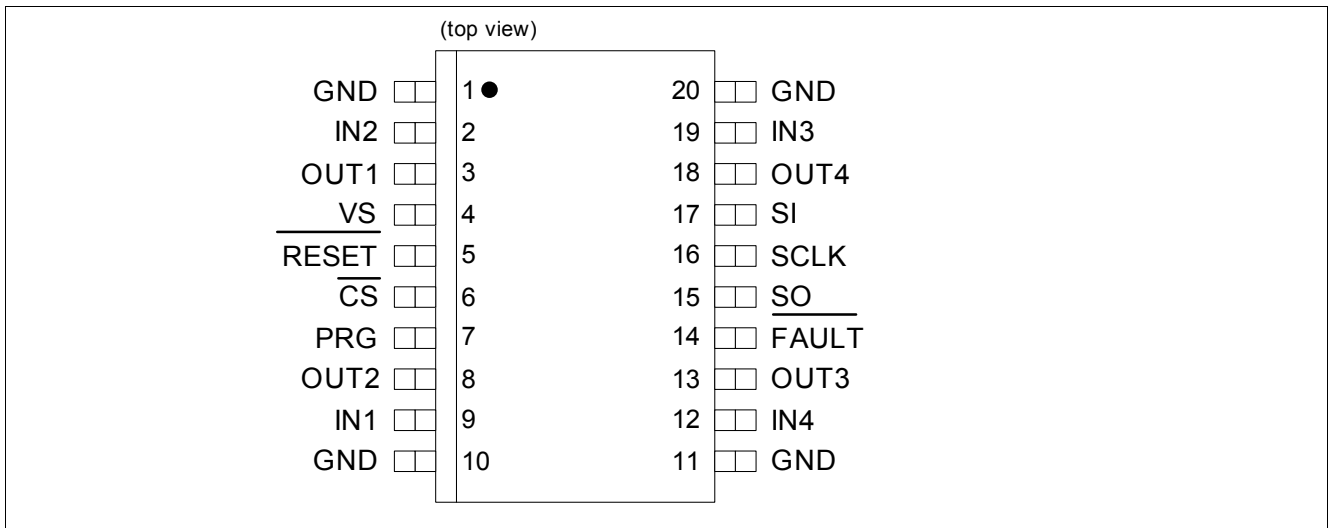 (top view)
GND 1 20 GND
IN2 2 19 IN3
OUT1 3 18 OUT4
VS 4 17 SI
RESET 5 16 SCLK
CS 6 15 SO
PRG 7 14 FAULT
OUT2 8 13 OUT3
IN1 9 12 IN4
GND 10 11 GND